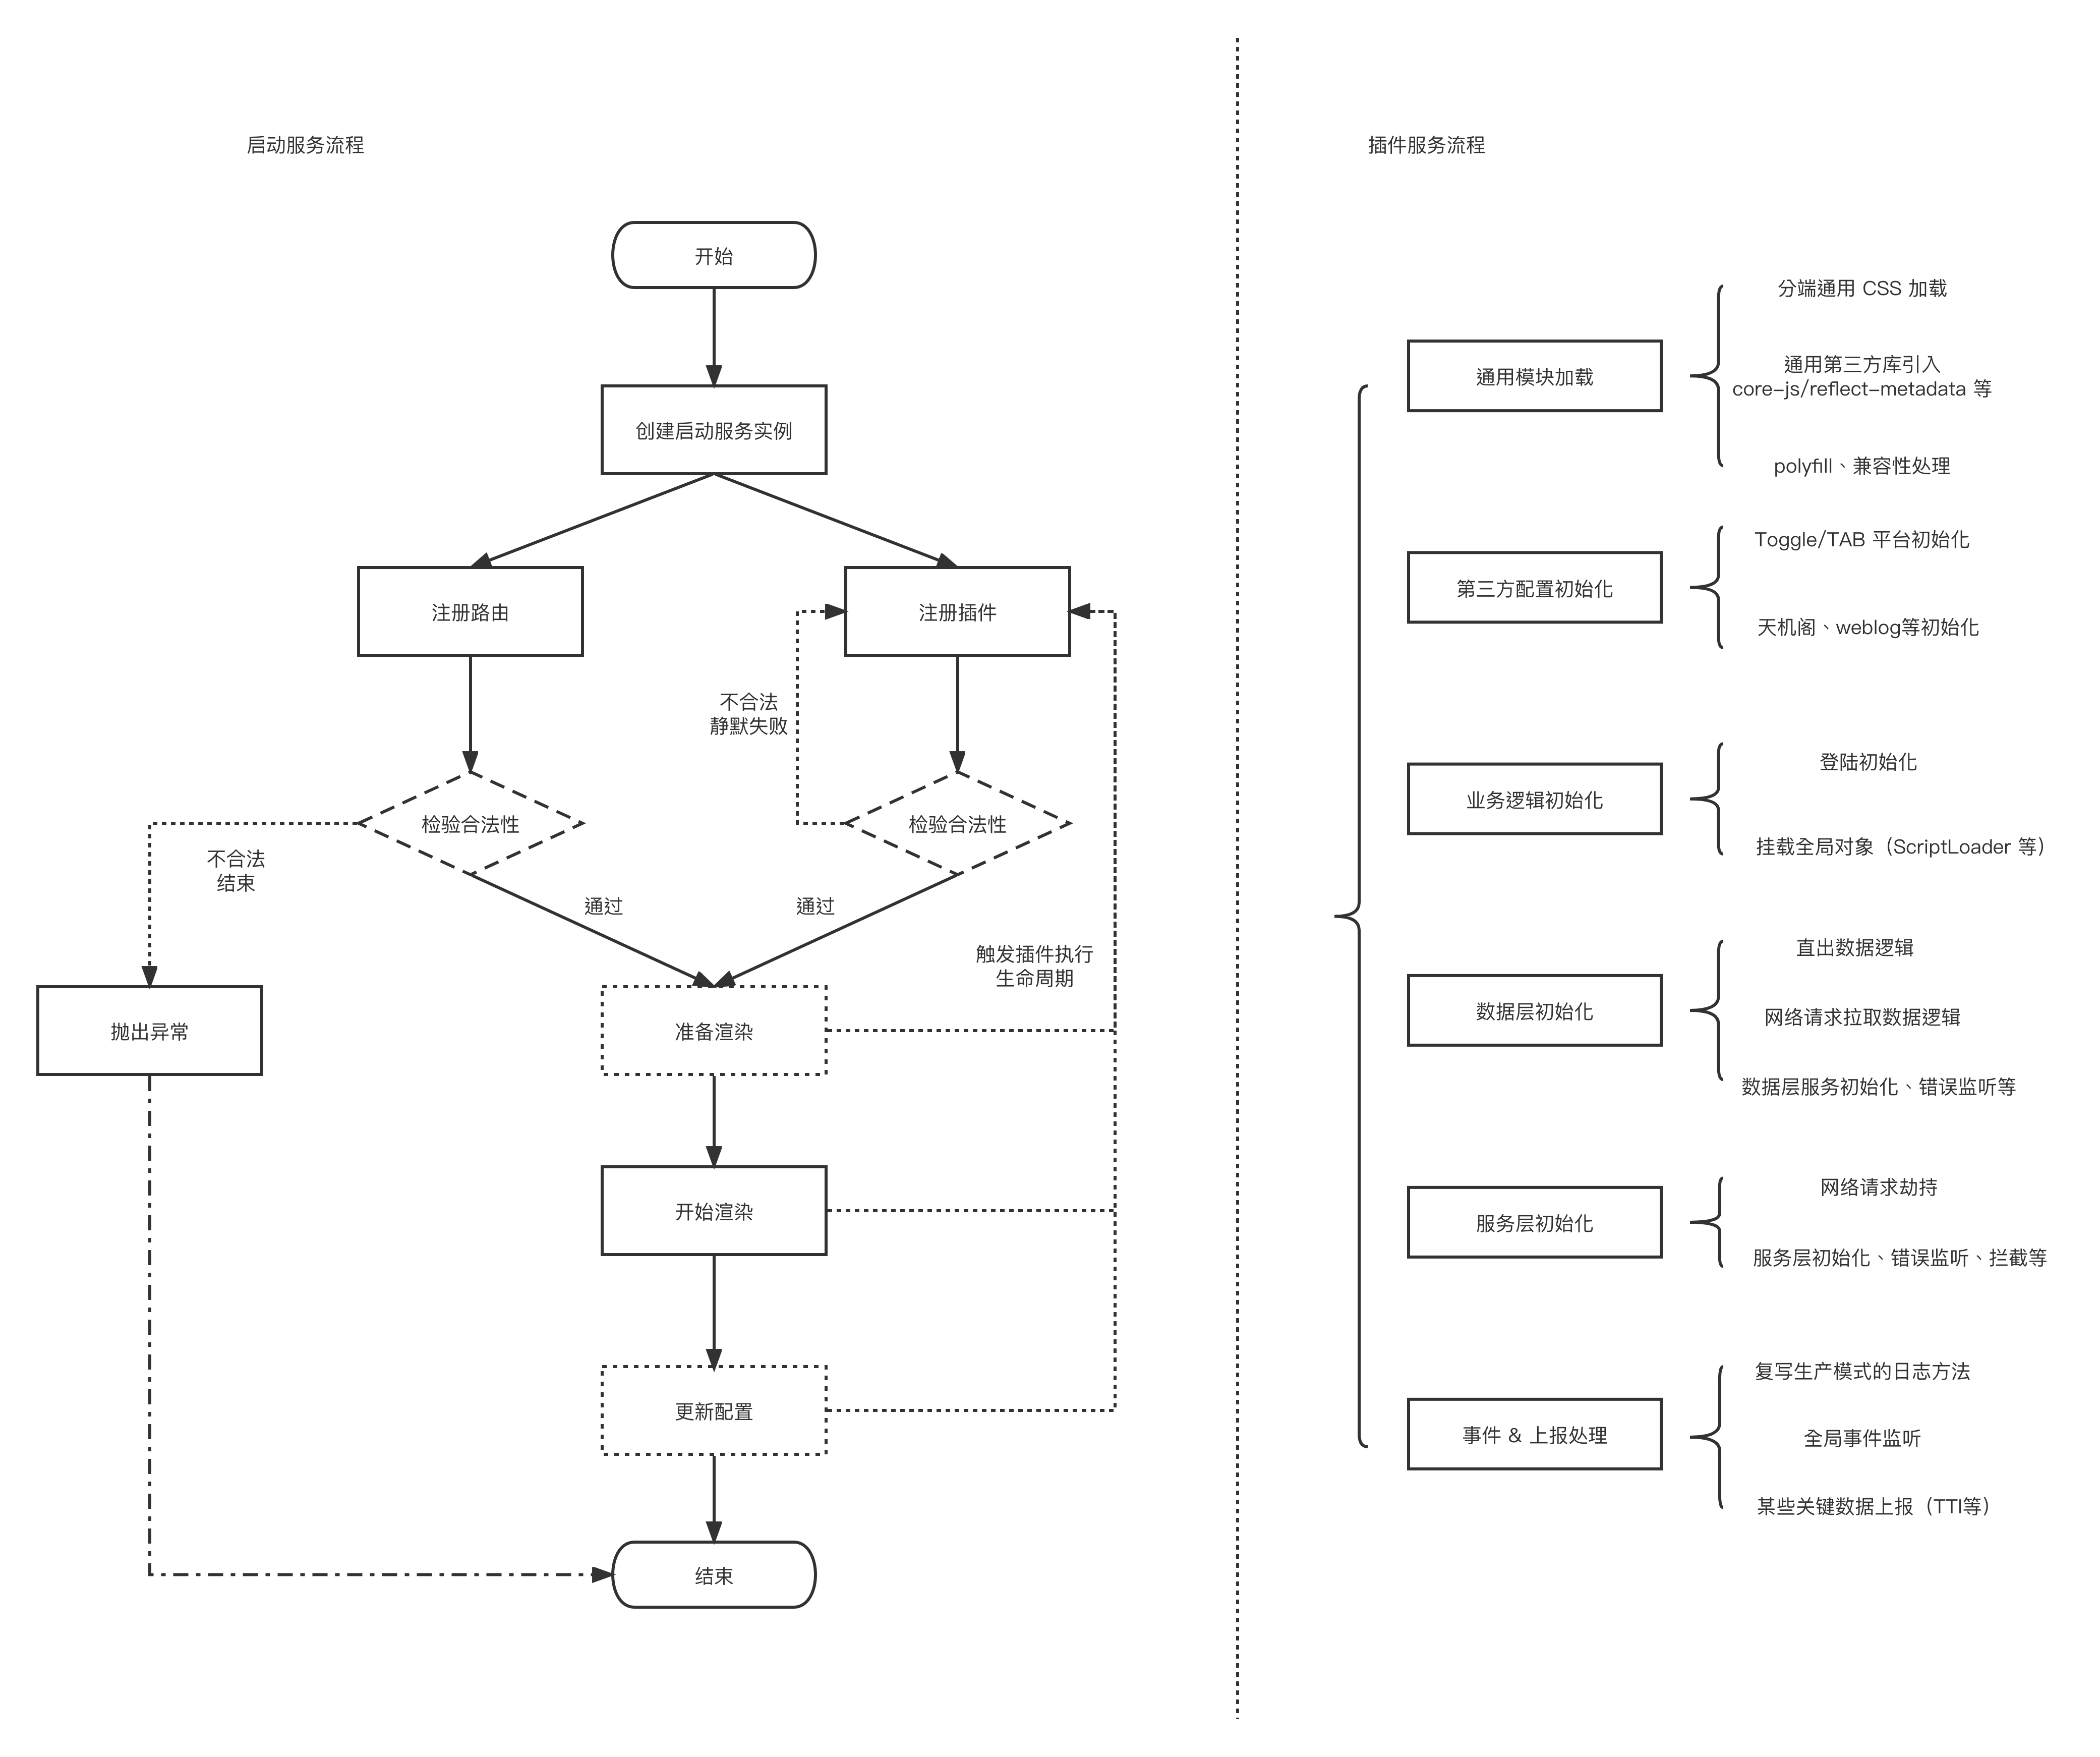 启动服务流程
开始
创建启动服务实例
注册路由
注册插件
不合法
静默失败
检验合法性
检验合法性
不合法
结束
通过
通过
触发插件执行
生命周期
抛出异常
准备渲染
开始渲染
更新配置
结束
插件服务流程
通用模块加载
分端通用 CSS 加载
通用第三方库引入
core-js/reflect-metadata 等
polyfill、兼容性处理
第三方配置初始化
Toggle/TAB 平台初始化
天机阁、weblog等初始化
业务逻辑初始化
登陆初始化
挂载全局对象（ScriptLoader 等）
数据层初始化
直出数据逻辑
网络请求拉取数据逻辑
数据层服务初始化、错误监听等
服务层初始化
网络请求劫持
服务层初始化、错误监听、拦截等
事件 & 上报处理
复写生产模式的日志方法
全局事件监听
某些关键数据上报（TTI等）